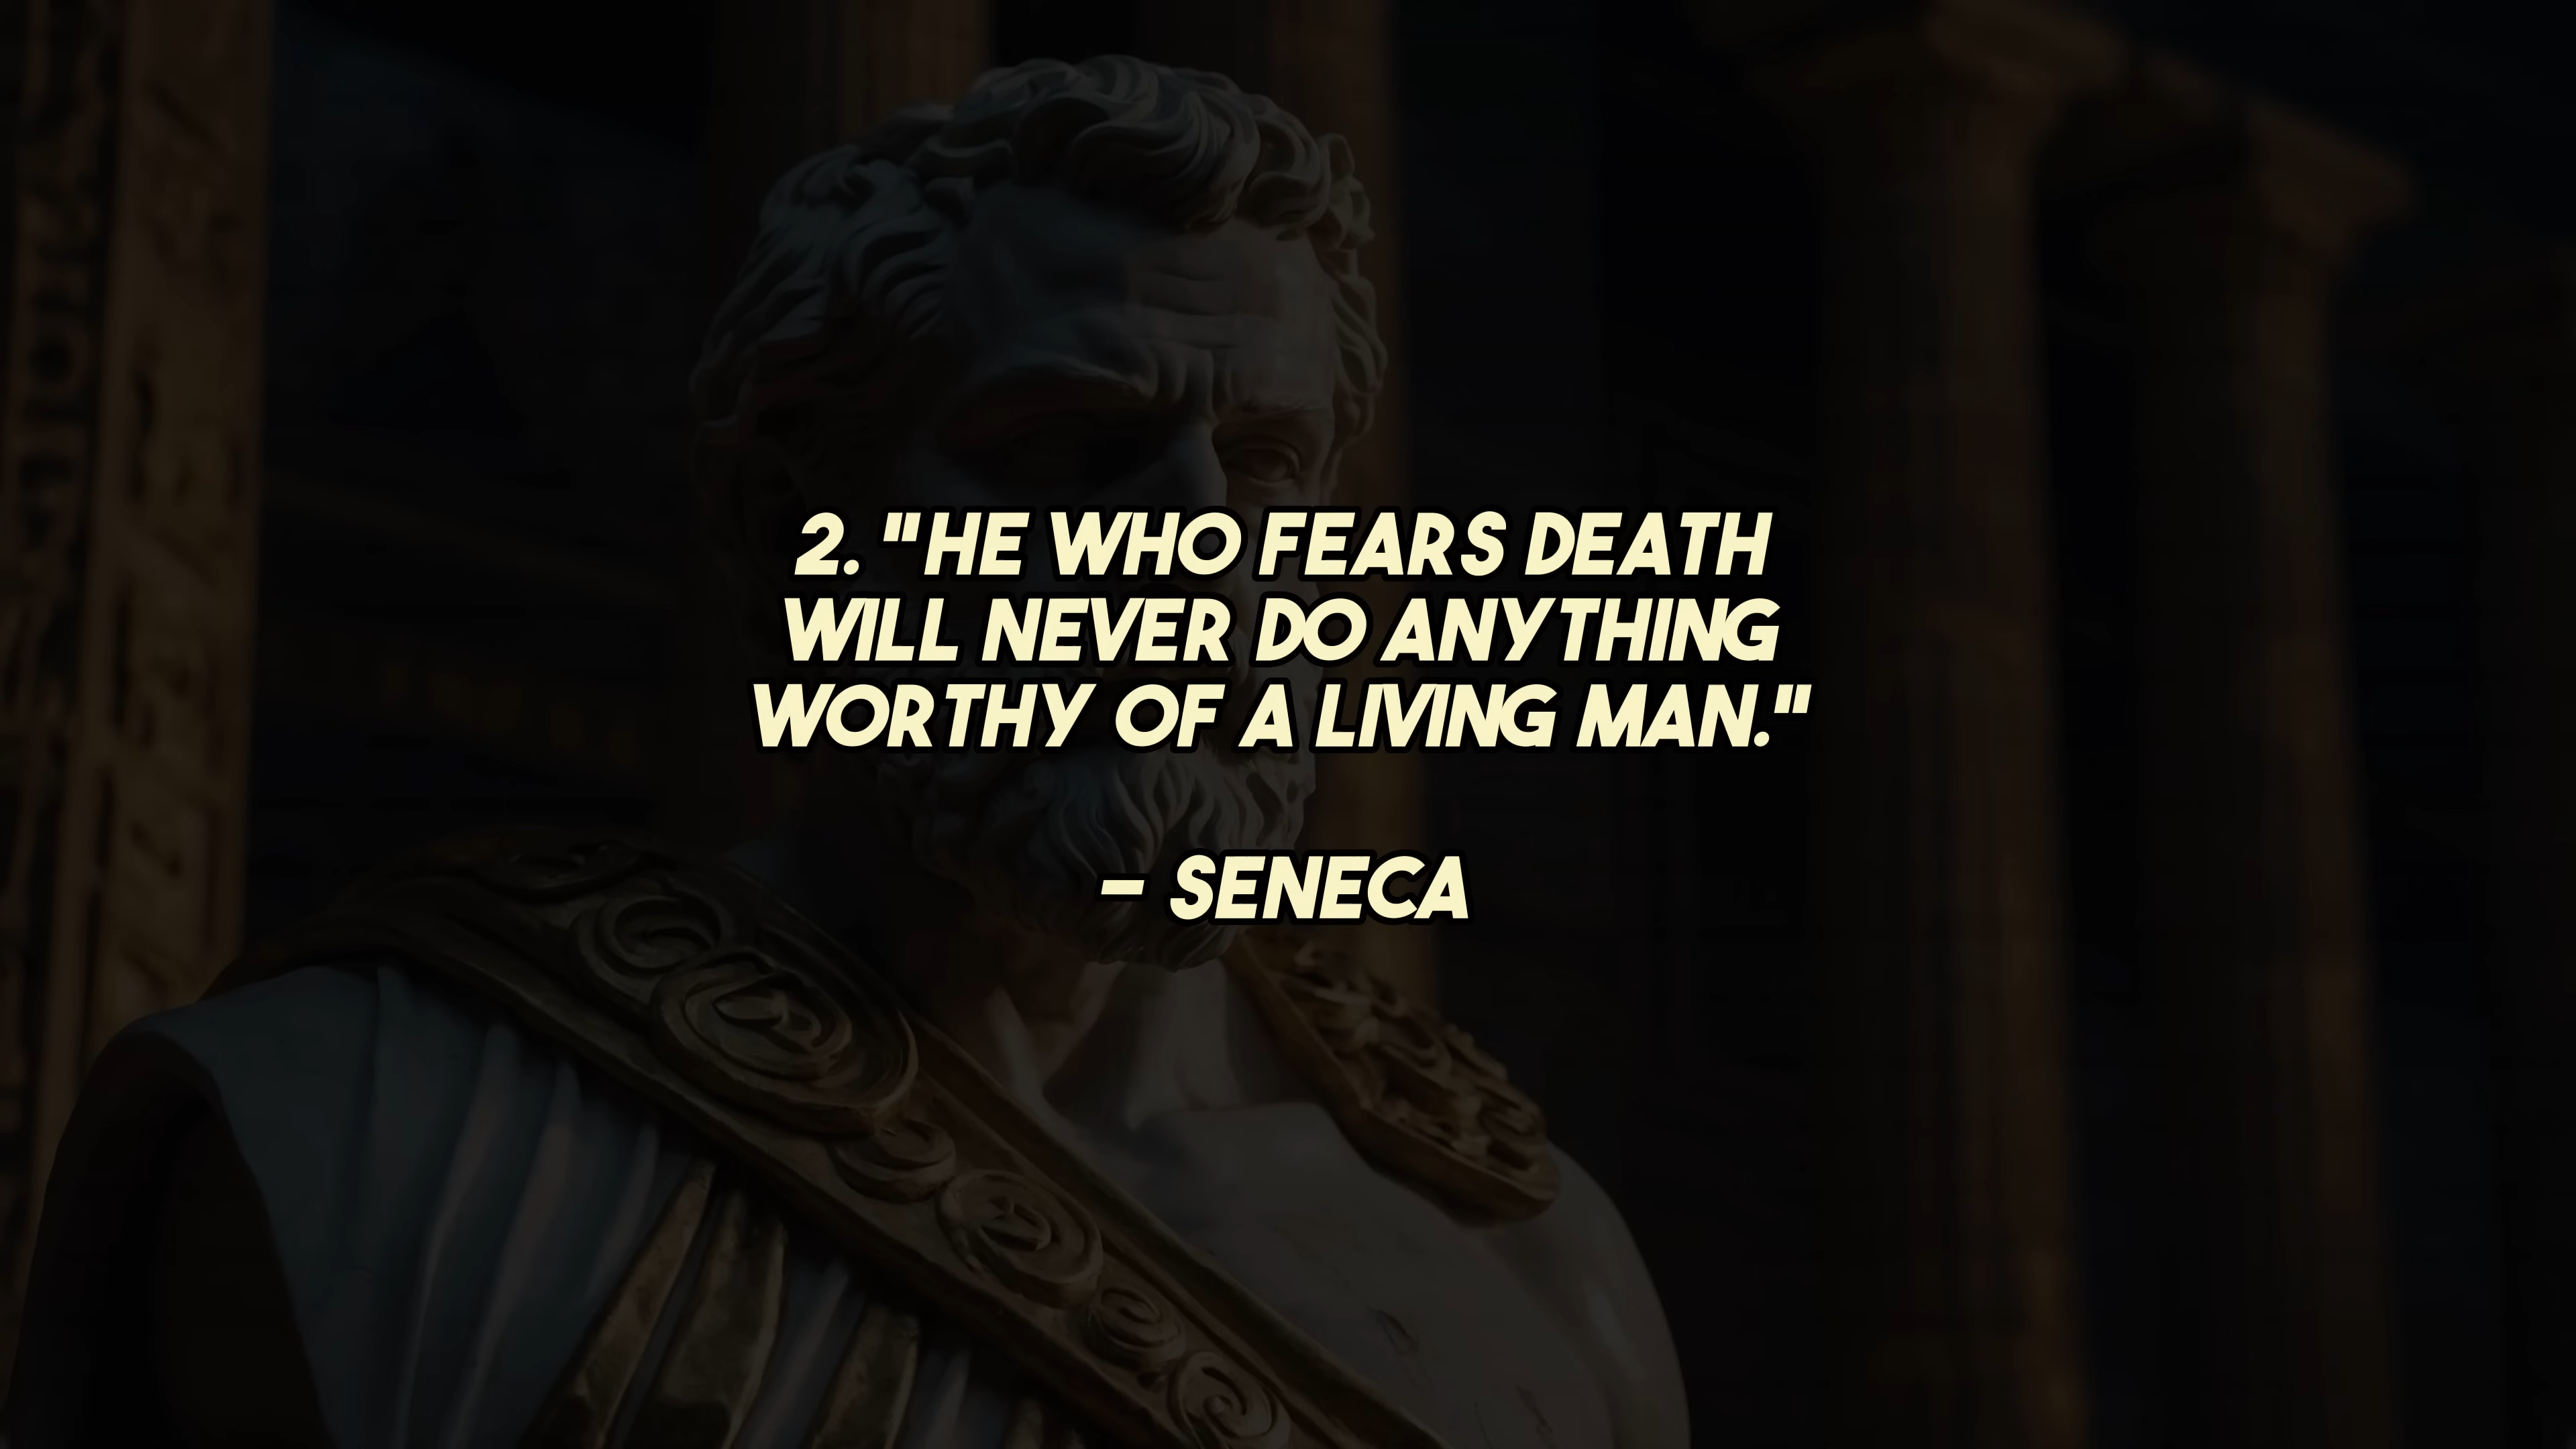 2. "HE WHO FEARS DEATH
WILL NEVER DO ANYTHING
WORTHY OF A LIVING MAN."
- SENECA